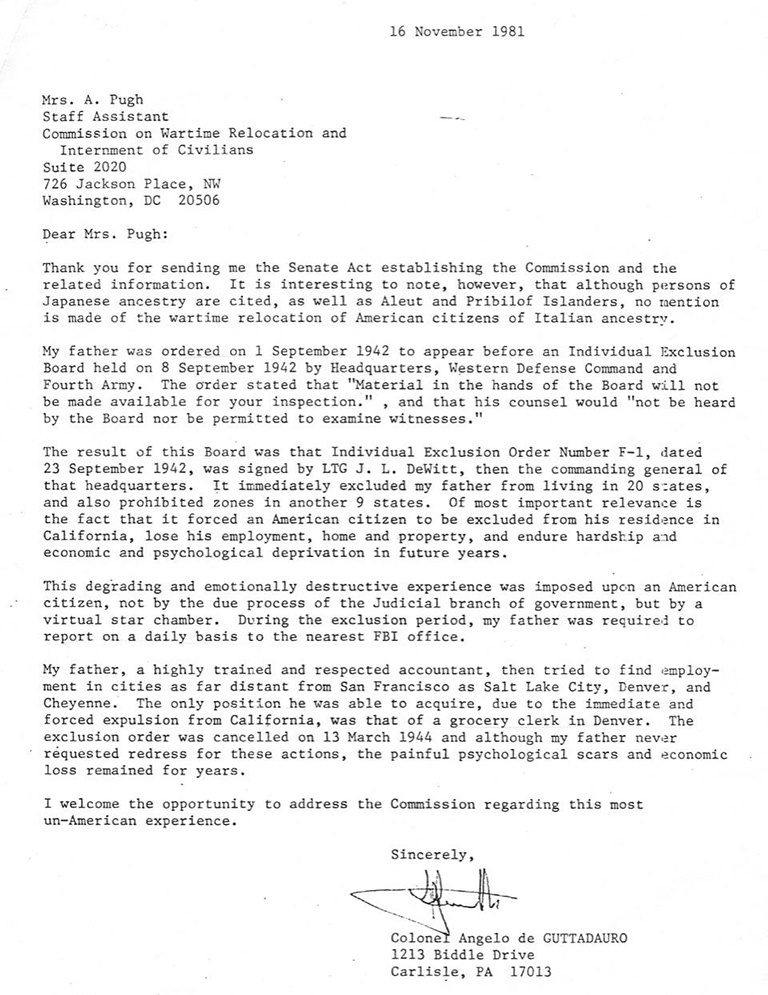 16 November 1981
Mrs. A. Pugh
Staff Assistant
Commission on Wartime Relocation and
Internment of Civilians
Suite 2020
726 Jackson Place, NW
Washington, DC 20506
Dear Mrs. Pugh:
Thank you for sending me the Senate Act establishing the Commission and the
related information. It is interesting to note, however, that although persons of
Japanese ancestry are cited, as well as Aleut and Pribilof Islanders, no mention
is made of the wartime relocation of American citizens of Italian ancestry.
My father was ordered on 1 September 1942 to appear before an Individual Exclusion
Board held on 8 September 1942 by Headquarters, Western Defense Command and
Fourth Army. The order stated that "Material in the hands of the Board will not
be made available for your inspection." , and that his counsel would "not be heard
by the Board nor be permitted to examine witnesses."
The result of this Board was that Individual Exclusion Order Number F-1, dated
23 September 1942, was signed by LTG J. L. DeWitt, then the commanding general of
that headquarters. It immediately excluded my father from living in 20 states,
and also prohibited zones in another 9 states. Of most important relevance is
the fact that it forced an American citizen to be excluded from his residence in
California, lose his employment, home and property, and endure hardship and
economic and psychological deprivation in future years.
This degrading and emotionally destructive experience was imposed upon an American
citizen, not by the due process of the Judicial branch of government, but by a
virtual star chamber. During the exclusion period, my father was required to
report on a daily basis to the nearest FBI office.
My father, a highly trained and respected accountant, then tried to find employ-
ment in cities as far distant from San Francisco as Salt Lake City, Denver, and
Cheyenne. The only position he was able to acquire, due to the immediate and
forced expulsion from California, was that of a grocery clerk in Denver. The
exclusion order was cancelled on 13 March 1944 and although my father never
requested redress for these actions, the painful psychological scars and economic
loss remained for years.
I welcome the opportunity to address the Commission regarding this most
un-American experience.
Sincerely,
Colonel Angelo de GUTTADAURO
1213 Biddle Drive
Carlisle, PA 17013